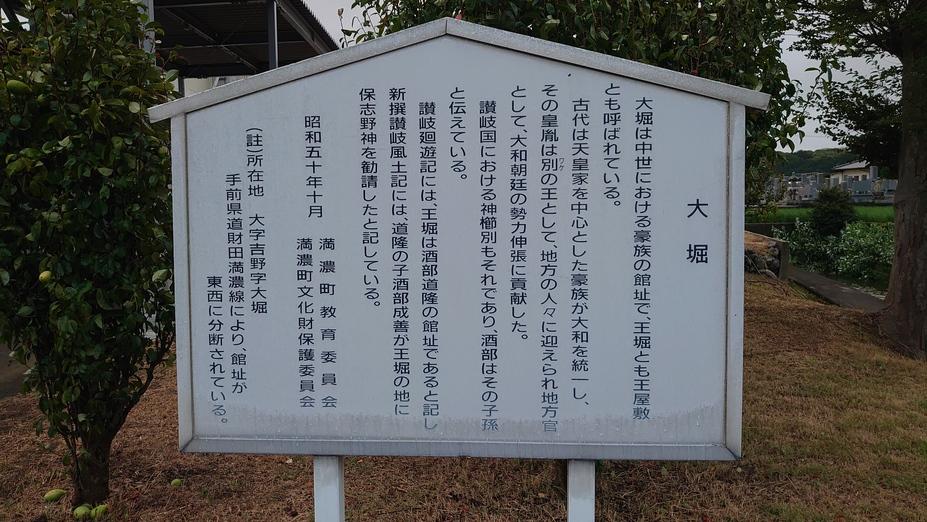 大堀
大堀は中世における豪族の館址で、王堀とも王屋敷
とも呼ばれている。
古代は天皇家を中心とした豪族が大和を統一し、
その皇胤は別の王として、地方の人々に迎えられ地方官
として、大和朝廷の勢力伸張に貢献した。
讃岐国における神櫛別もそれであり、酒部はその子孫
と伝えている。
讃岐廻遊記には、王堀は酒部道隆の館址であると記し
新撰讃岐風土記には、道隆の子酒部成善が王堀の地に
保志野神を勧請したと記している。
昭和五十年十月
満濃町教育委員会
満濃町文化財保護委員会
(註)所在地 大字吉野字大堀
手前県道財田満濃線により、館址が
東西に分断されている。